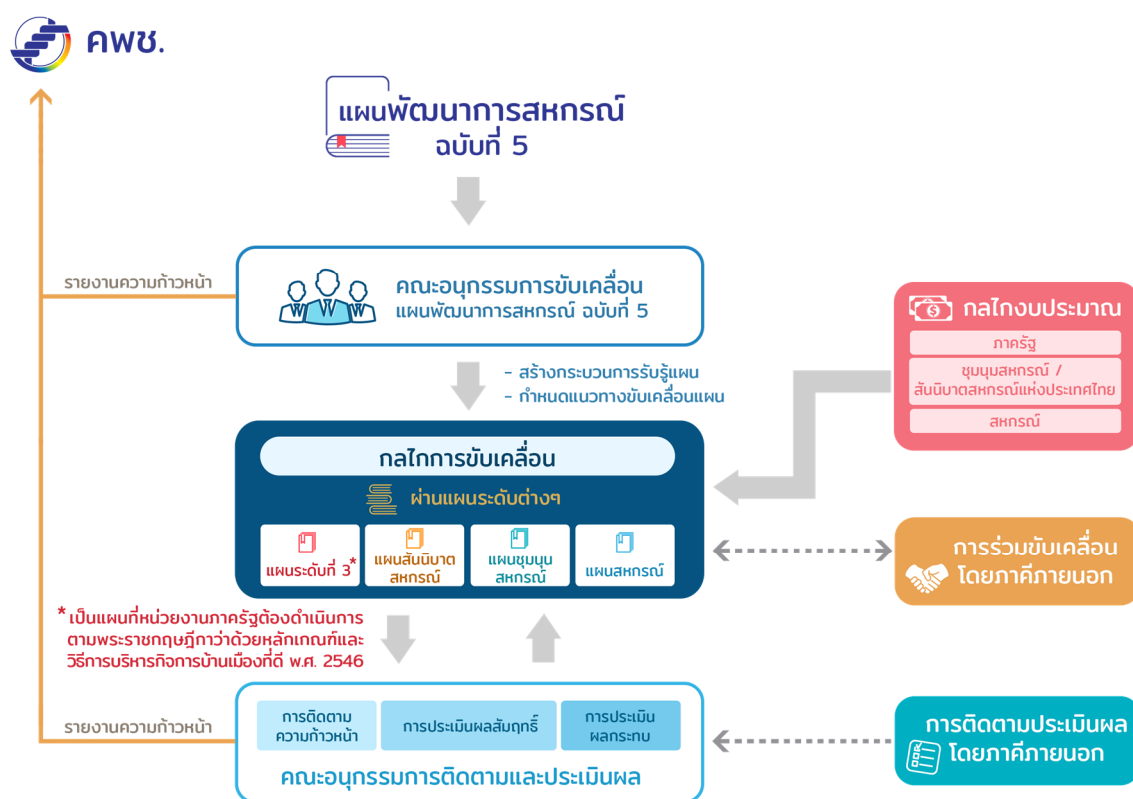 คพช.
แผนพัฒนาการสหกรณ์
ฉบับที่ 5
รายงานความก้าวหน้า
คณะอนุกรรมการขับเคลื่อน
แผนพัฒนาการสหกรณ์ ฉบับที่ 5
- สร้างกระบวนการรับรู้แผน
- กำหนดแนวทางขับเคลื่อนแผน
กลไกงบประมาณ
ภาครัฐ
ชุมนุมสหกรณ์ /
สันนิบาตสหกรณ์แห่งประเทศไทย
สหกรณ์
กลไกการขับเคลื่อน
ผ่านแผนระดับต่างๆ
แผนระดับที่ 3*
แผนสันนิบาต
สหกรณ์
แผนชุมนุน
สหกรณ์
แผนสหกรณ์
การร่วมขับเคลื่อน
โดยภาคีภายนอก
* เป็นแผนที่หน่วยงานภาครัฐต้องดำเนินการ
ตามพระราชกฤษฎีกาว่าด้วยหลักเกณฑ์และ
วิธีการบริหารกิจการบ้านเมืองที่ดี พ.ศ. 2546
รายงานความก้าวหน้า
การติดตาม
ความก้าวหน้า
การประเมินผลสัมฤทธิ์
การประเมิน
ผลกระทบ
คณะอนุกรรมการติดตามและประเมินผล
การติดตามประเมินผล
โดยภาคีภายนอก